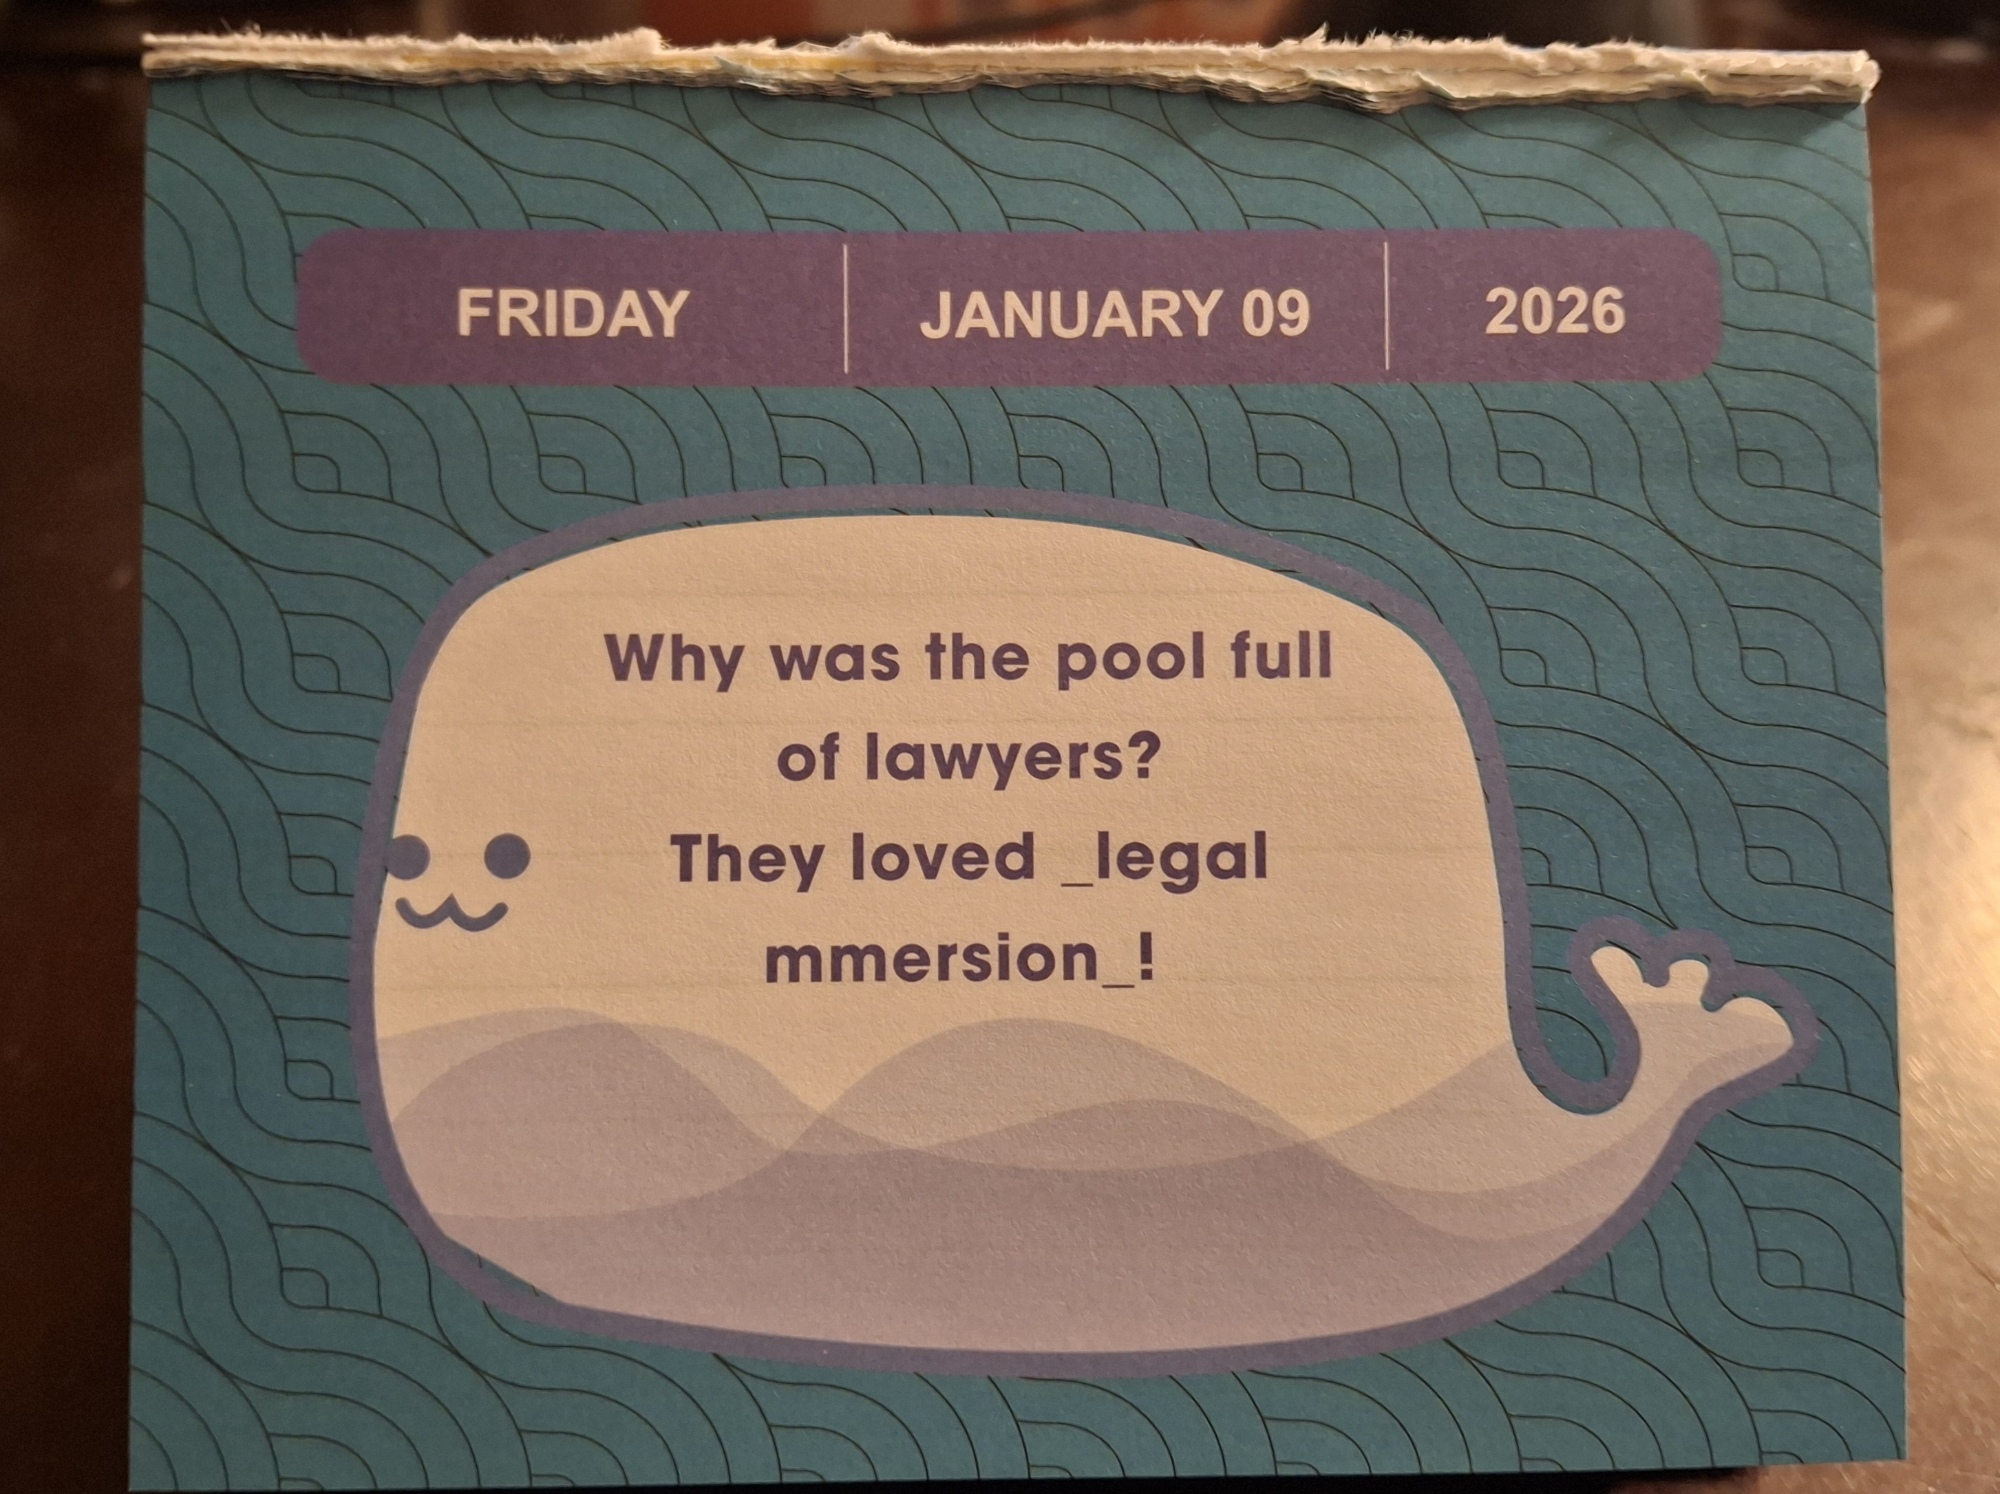 FRIDAY JANUARY 09 2026
Why was the pool full
of lawyers?
They loved _legal
mmersion_!